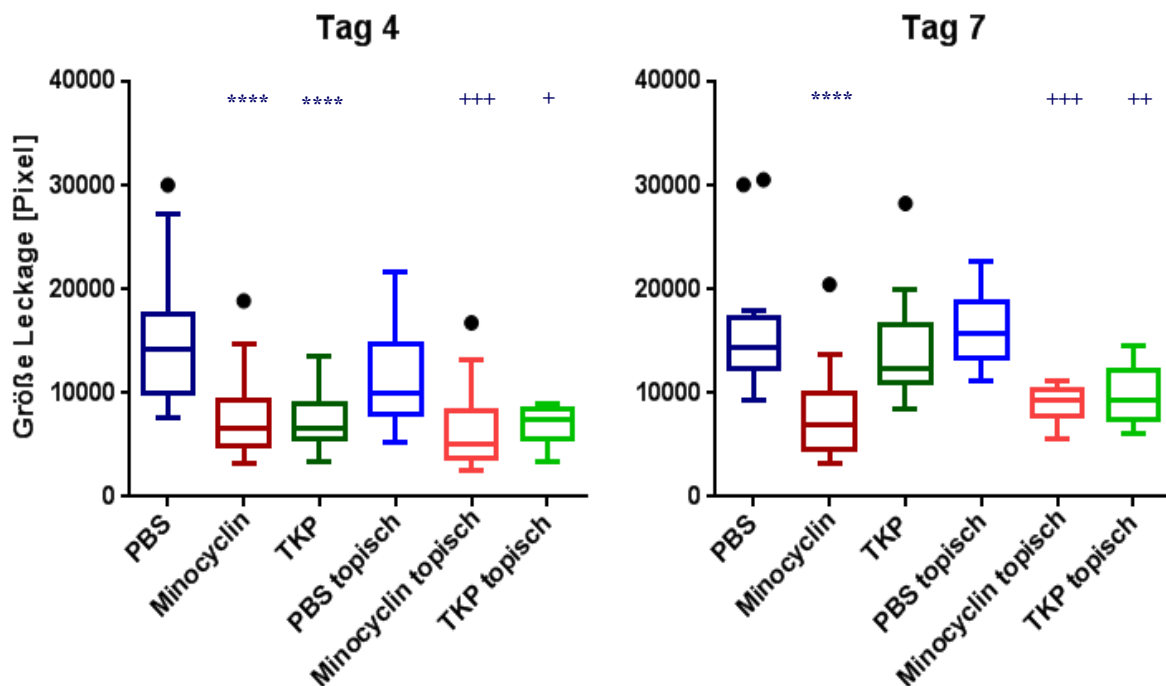 Tag 4
Größe Leckage [Pixel]
40000
30000
20000
10000
0
**** **** +++ +
PBS
Minocyclin
TKP
PBS topisch
Minocyclin topisch
TKP topisch
Tag 7
40000
30000
20000
10000
0
**** +++ ++
PBS
Minocyclin
TKP
PBS topisch
Minocyclin topisch
TKP topisch